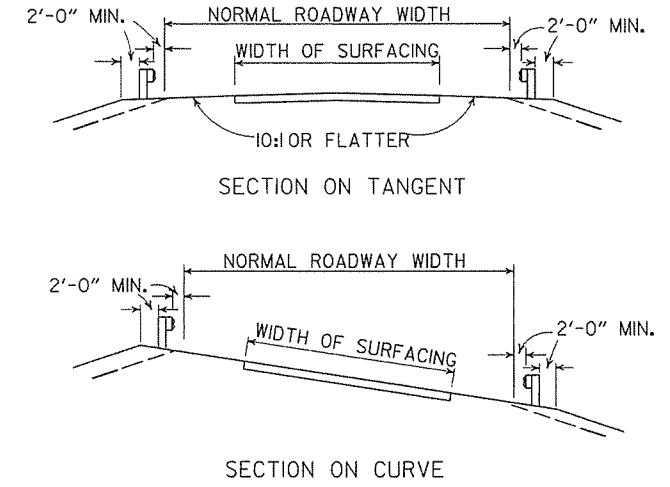 2'-0" MIN.
NORMAL ROADWAY WIDTH
2'-0" MIN.
WIDTH OF SURFACING
10:1 OR FLATTER
SECTION ON TANGENT
NORMAL ROADWAY WIDTH
2'-0" MIN.
WIDTH OF SURFACING
2'-0" MIN.
SECTION ON CURVE